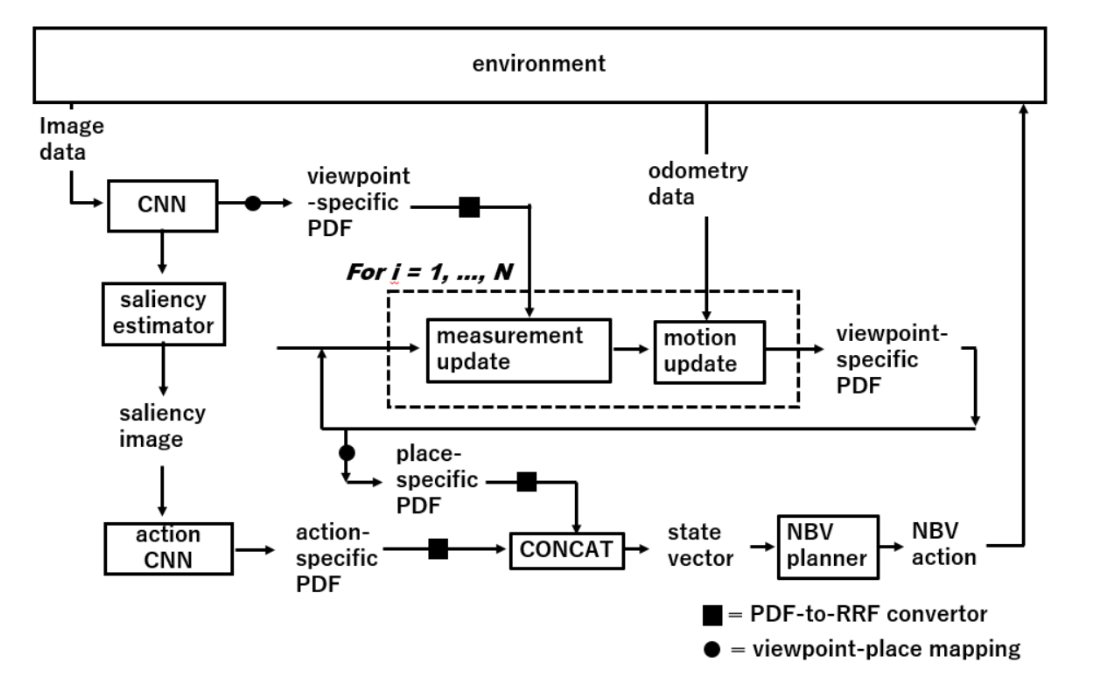 environment
Image
data
CNN
viewpoint
-specific
PDF
odometry
data
For i = 1, ..., N
saliency
estimator
measurement
update
motion
update
viewpoint-
specific
PDF
saliency
image
place-
specific
PDF
action
CNN
action-
specific
PDF
CONCAT
state
vector
NBV
planner
NBV
action
= PDF-to-RRF convertor
= viewpoint-place mapping